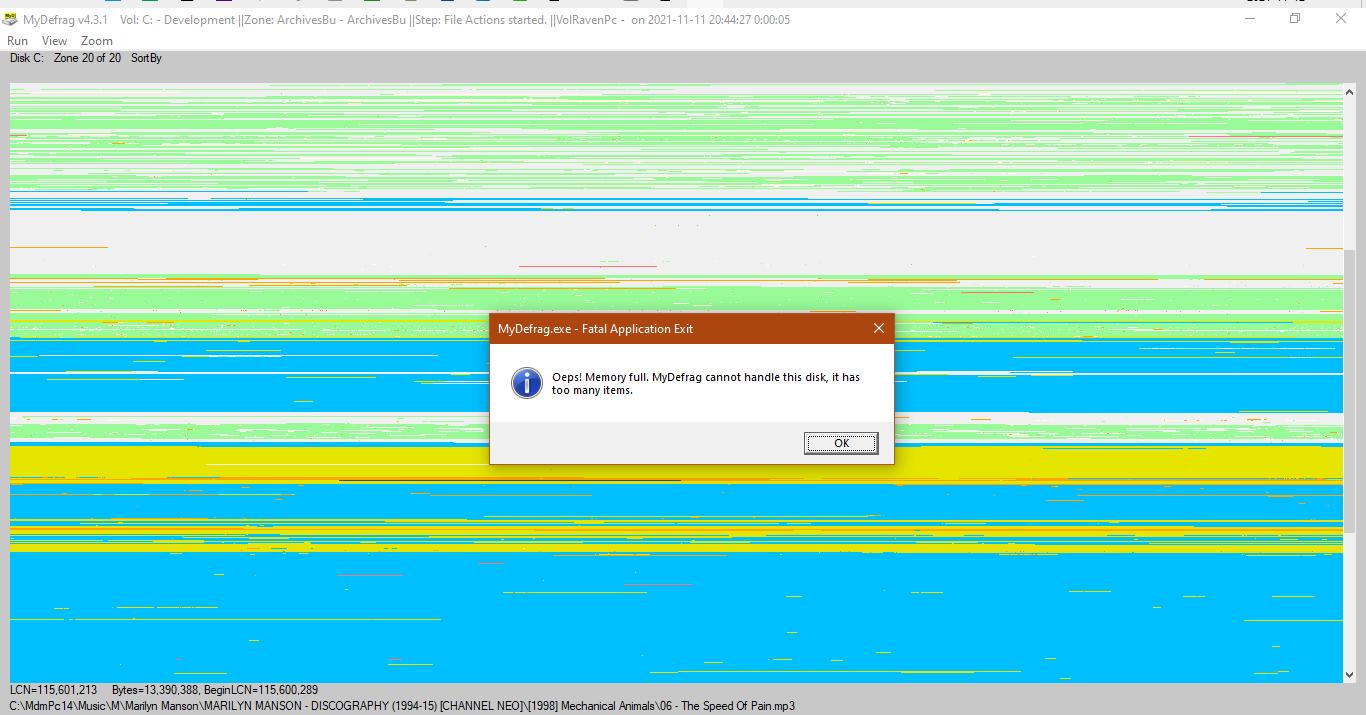 MyDefrag v4.3.1 Vol: C: - Development ||Zone: ArchivesBu - ArchivesBu ||Step: File Actions started. ||VolRavenPc - on 2021-11-11 20:44:27 0:00:05
Run View Zoom
Disk C: Zone 20 of 20 SortBy
MyDefrag.exe - Fatal Application Exit
Oeps! Memory full. MyDefrag cannot handle this disk, it has
too many items.
OK
LCN=115,601,213 Bytes=13,390,388, BeginLCN=115,600,289
C:\MdmPc14\Music\M\Marilyn Manson\MARILYN MANSON - DISCOGRAPHY (1994-15) [CHANNEL NEO]\[1998] Mechanical Animals\06 - The Speed Of Pain.mp3